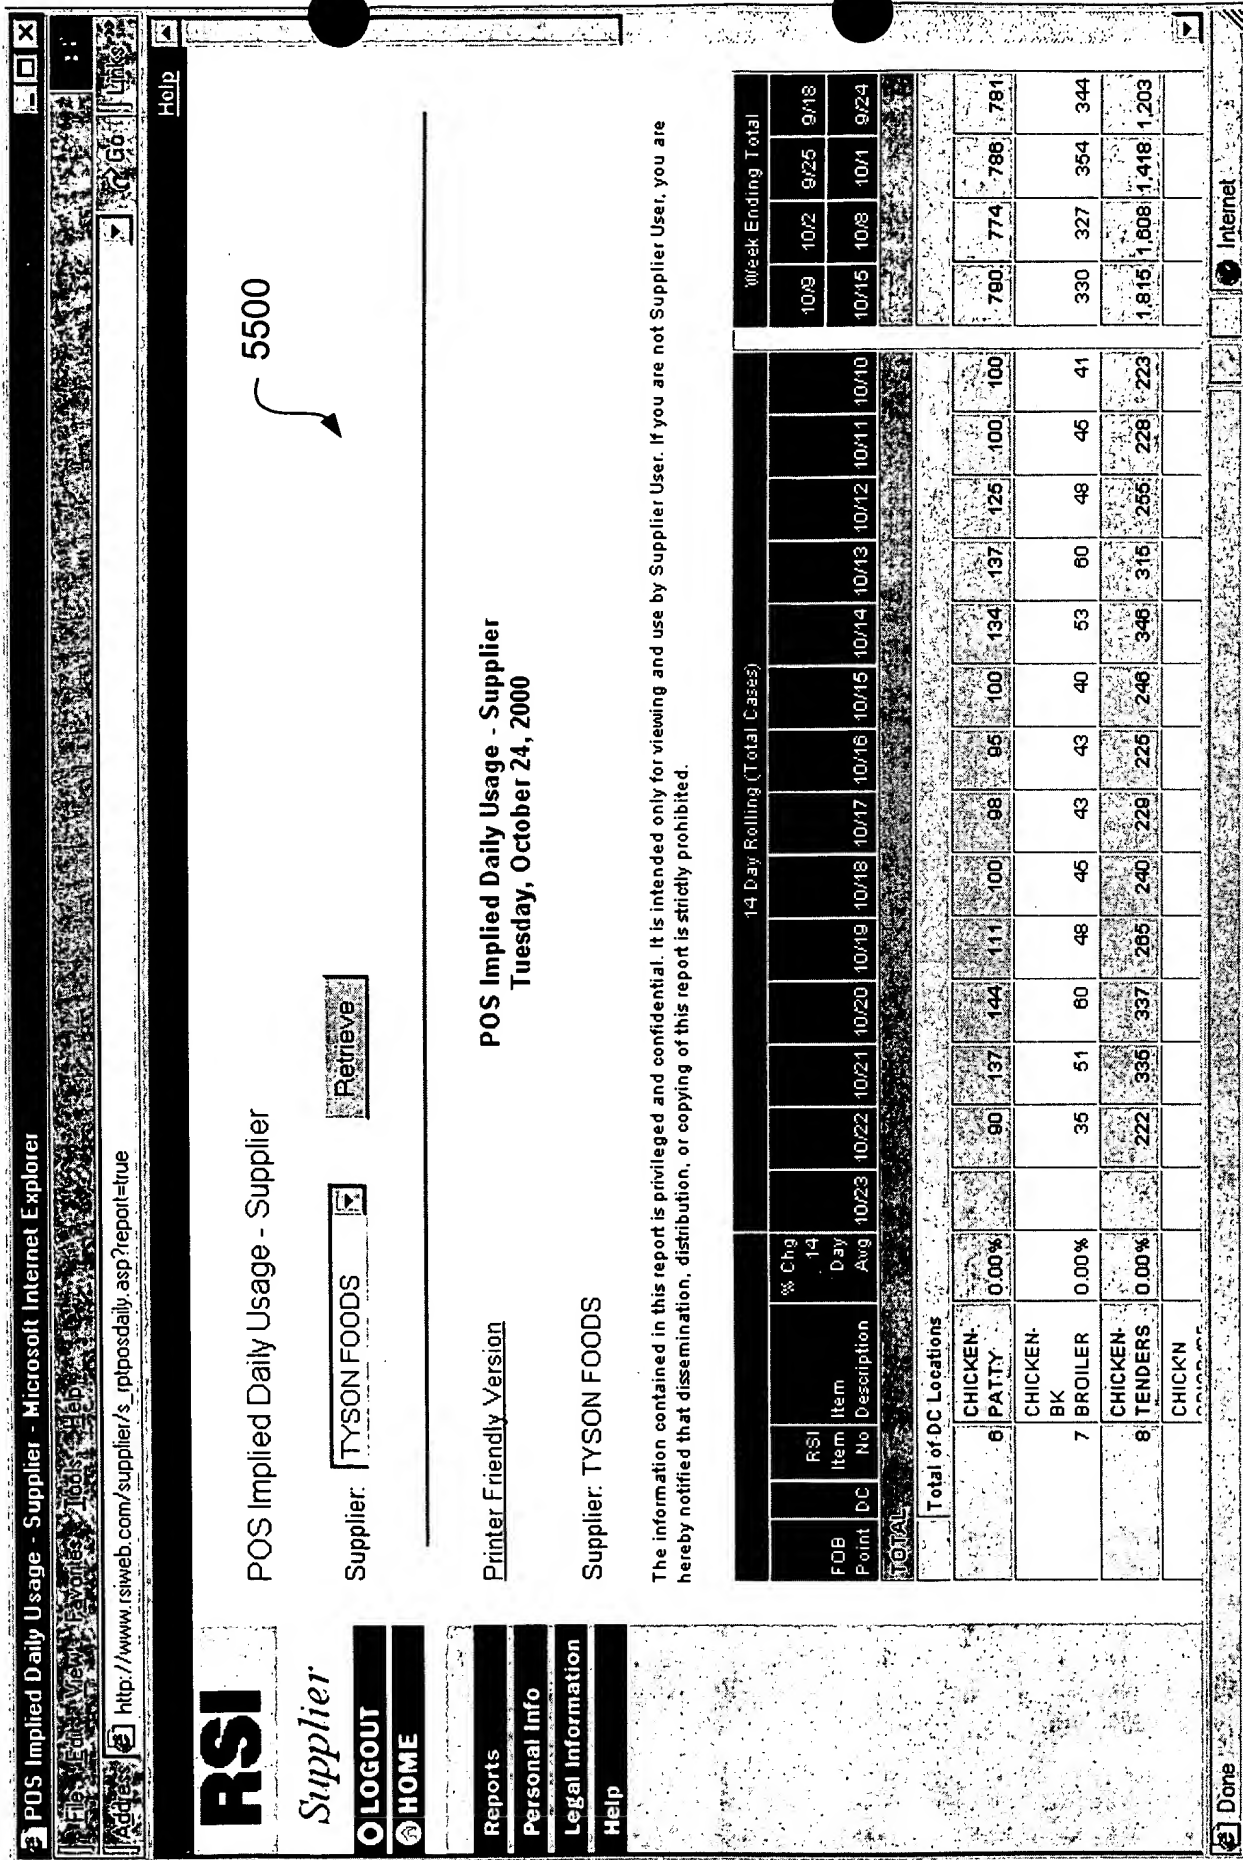 POS Implied Daily Usage - Supplier - Microsoft Internet Explorer
File Edit View Favorites Tools Help
Address http://www.rsiweb.com/supplier/s_rptposdaily.asp?report=true Go Links
Help
RSI
Supplier
LOGOUT
HOME
Reports
Personal Info
Legal Information
Help
POS Implied Daily Usage - Supplier
5500
Supplier: TYSON FOODS Retrieve
Printer Friendly Version
POS Implied Daily Usage - Supplier
Tuesday, October 24, 2000
Supplier: TYSON FOODS
The information contained in this report is privileged and confidential. It is intended only for viewing and use by Supplier User. If you are not Supplier User, you are
hereby notified that dissemination, distribution, or copying of this report is strictly prohibited.
14 Day Rolling (Total Cases) Week Ending Total
% Chg 10/9 10/2 9/25 9/18
RSI 14
FOB Item Item Day
Point DC No Description Avg 10/23 10/22 10/21 10/20 10/19 10/18 10/17 10/16 10/15 10/14 10/13 10/12 10/11 10/10 10/15 10/8 10/1 9/24
TOTAL
Total of DC Locations
CHICKEN-
6 PATTY 0.00% 90 137 144 111 100 98 95 100 134 137 125 100 100 790 774 786 781
CHICKEN-
BK
7 BROILER 0.00% 35 51 60 48 45 43 43 40 53 60 48 45 41 330 327 354 344
CHICKEN-
8 TENDERS 0.00% 222 335 337 265 240 229 225 246 346 315 255 228 223 1,815 1,608 1,418 1,203
CHICK'N
Done Internet